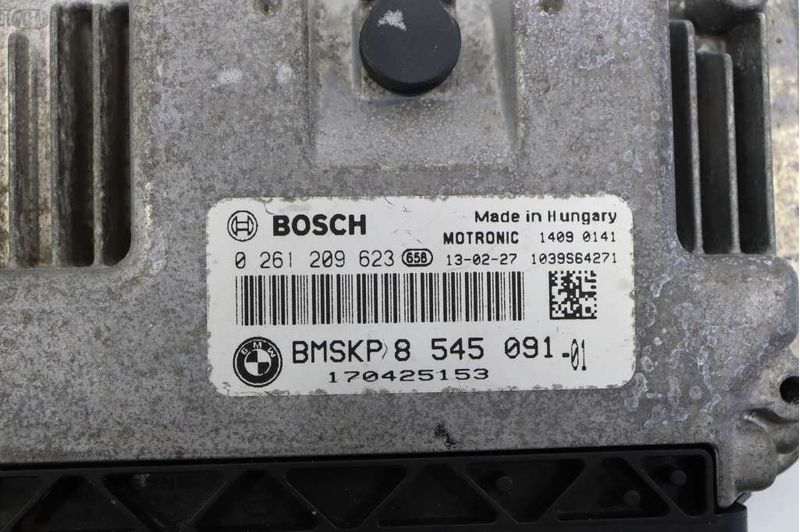 BOSCH Made in Hungary
MOTRONIC 1409 0141
0 261 209 623 658 13-02-27 1039S64271
BMW BMSKP 8 545 091-01
170425153